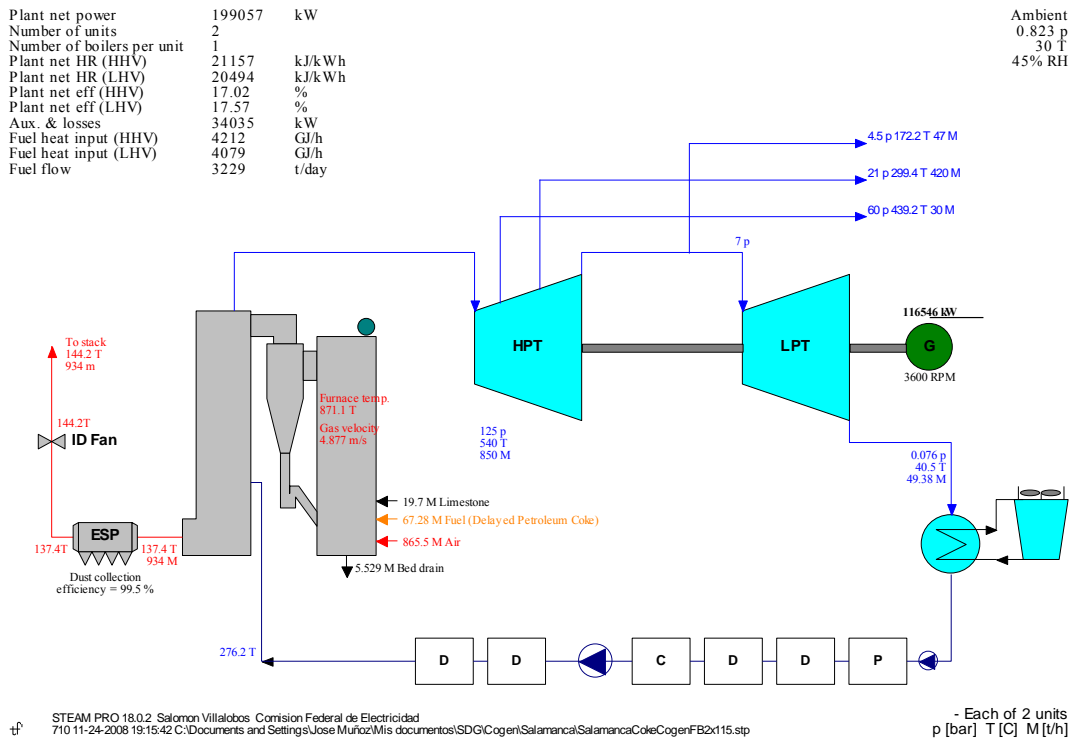 Plant net power 199057 kW
Number of units 2
Number of boilers per unit 1
Plant net HR (HHV) 21157 kJ/kWh
Plant net HR (LHV) 20494 kJ/kWh
Plant net eff (HHV) 17.02 %
Plant net eff (LHV) 17.57 %
Aux. & losses 34035 kW
Fuel heat input (HHV) 4212 GJ/h
Fuel heat input (LHV) 4079 GJ/h
Fuel flow 3229 t/day
Ambient
0.823 p
30 T
45% RH
4.5 p 172.2 T 47 M
21 p 299.4 T 420 M
60 p 439.2 T 30 M
7 p
116546 kW
HPT
LPT
G
3600 RPM
To stack
144.2 T
934 m
144.2T
ID Fan
Furnace temp.
871.1 T
Gas velocity
4.877 m/s
125 p
540 T
850 M
0.076 p
40.5 T
49.38 M
19.7 M Limestone
67.28 M Fuel (Delayed Petroleum Coke)
865.5 M Air
5.529 M Bed drain
ESP
137.4T
137.4 T
934 M
Dust collection
efficiency = 99.5 %
276.2 T
D
D
C
D
D
P
STEAM PRO 18.0.2 Salomon Villalobos Comision Federal de Electricidad
710 11-24-2008 19:15:42 C:\Documents and Settings\Jose Muñoz\Mis documentos\SDG\Cogen\Salamanca\SalamancaCokeCogenFB2x115.stp
- Each of 2 units
p [bar] T [C] M [t/h]